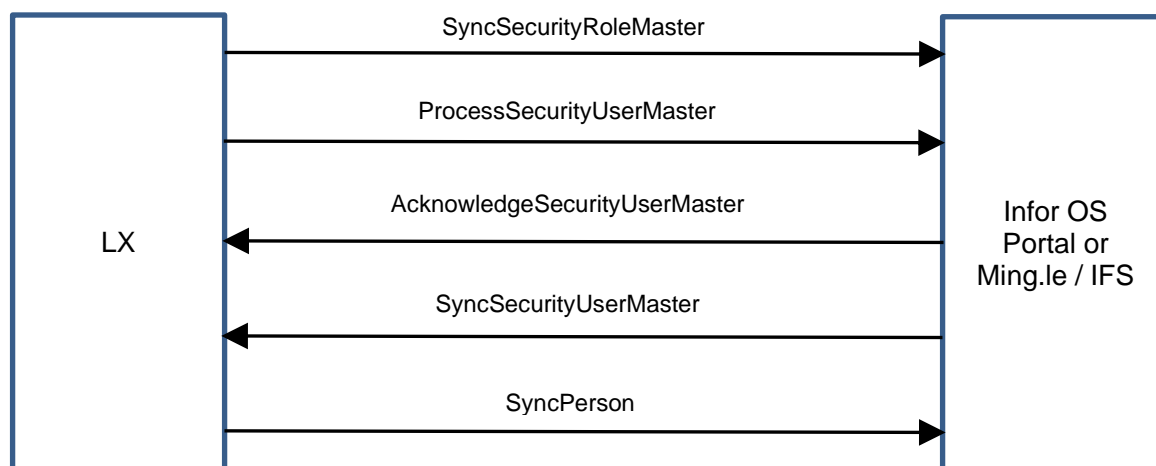 SyncSecurityRoleMaster
ProcessSecurityUserMaster
AcknowledgeSecurityUserMaster
LX
Infor OS
Portal or
Ming.le / IFS
SyncSecurityUserMaster
SyncPerson